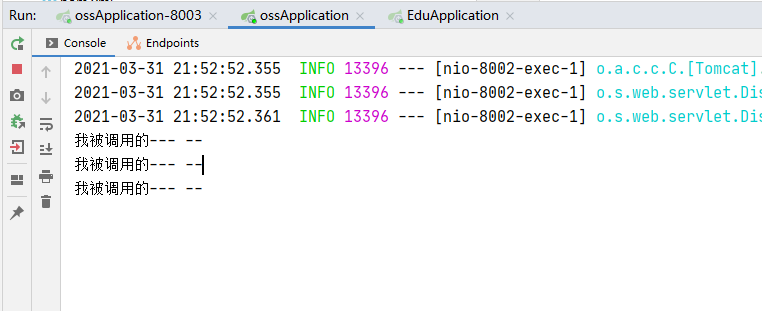 Run: ossApplication-8003 ossApplication EduApplication
Console Endpoints
2021-03-31 21:52:52.355 INFO 13396 --- [nio-8002-exec-1] o.a.c.c.C.[Tomcat].
2021-03-31 21:52:52.355 INFO 13396 --- [nio-8002-exec-1] o.s.web.servlet.Dis
2021-03-31 21:52:52.361 INFO 13396 --- [nio-8002-exec-1] o.s.web.servlet.Dis
我被调用的--- --
我被调用的--- --
我被调用的--- --